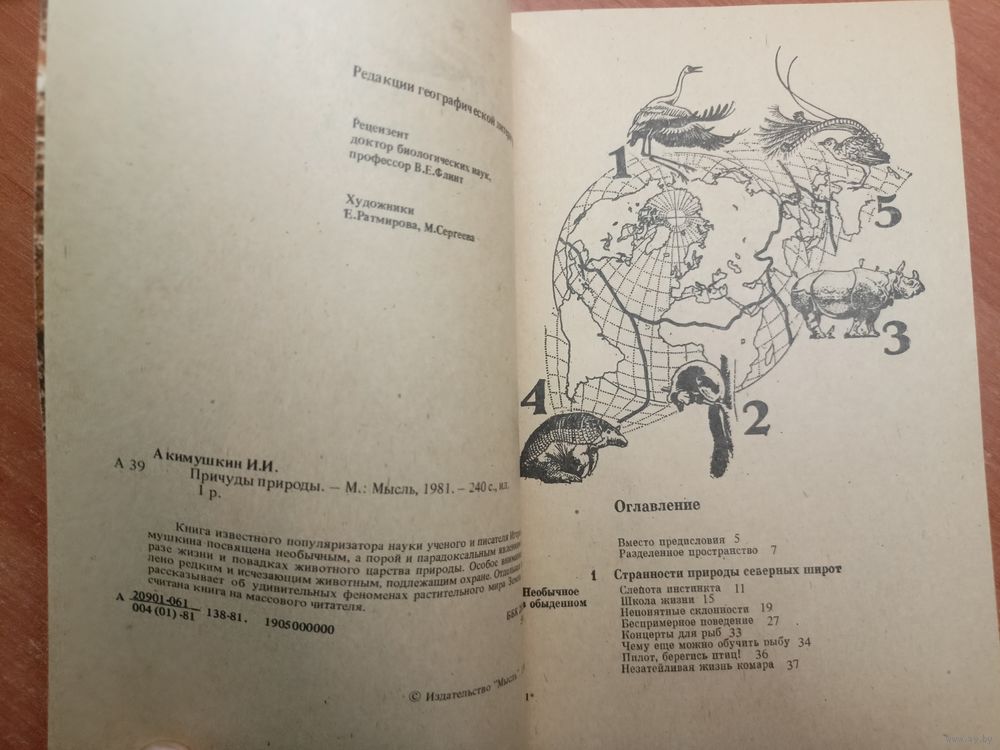 Редакции географической
Рецензент
доктор биологических наук,
профессор В.Е.Флинт
Художники
Е.Ратмирова, М.Сергеева
А 39
Акимушкин И.И.
Причуды природы. – М.: Мысль, 1981. – 240 с., ил.
1 р.
Книга известного популяризатора науки ученого и писателя
мушкина посвящена необычным, а порой и парадоксальным
разе жизни и повадках животного царства природы. Особое
лено редким и исчезающим животным, подлежащим охране.
рассказывает об удивительных феноменах растительного мира
считана книга на массового читателя.
А 20901-061
004(01)-81
138-81. 1905000000
ББК
© Издательство "Мысль"
1
5
3
4
2
Оглавление
Вместо предисловия 5
Разделенное пространство 7
1 Странности природы северных широт
Необычное
в обыденном
Слепота инстинкта 11
Школа жизни 15
Непонятные склонности 19
Беспримерное поведение 27
Концерты для рыб 33
Чему еще можно обучить рыбу 34
Пилот, берегись птиц! 36
Незатейливая жизнь комара 37
1*
www.ay.by